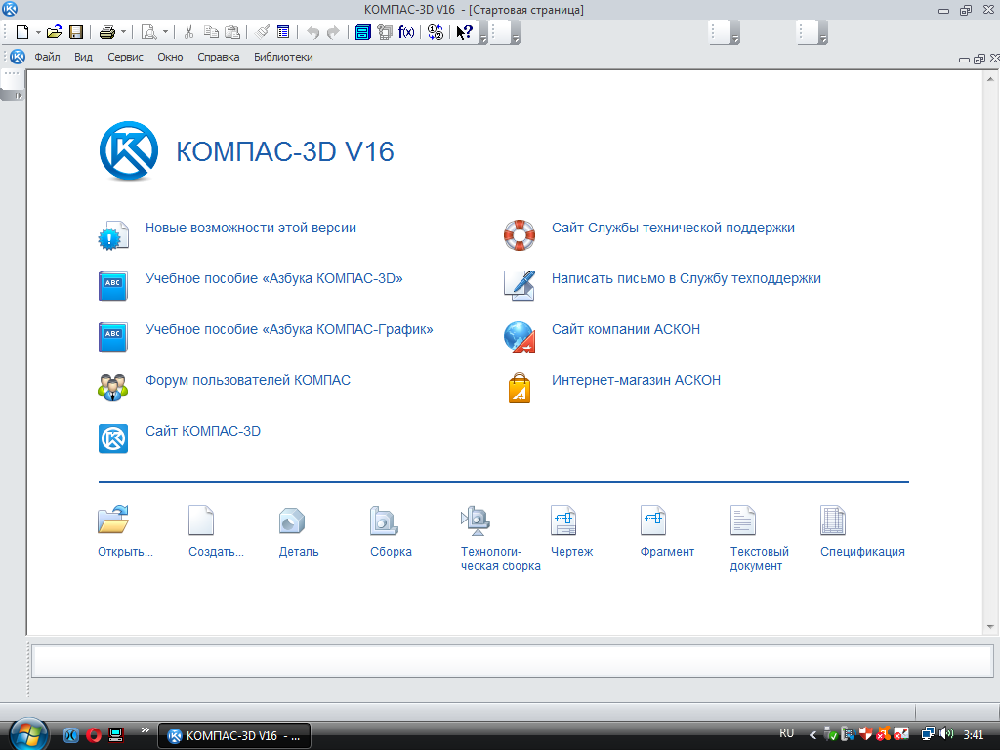 КОМПАС-3D V16 - [Стартовая страница]
f(x)
Файл Вид Сервис Окно Справка Библиотеки
КОМПАС-3D V16
Новые возможности этой версии
Сайт Службы технической поддержки
ABC
Учебное пособие «Азбука КОМПАС-3D»
Написать письмо в Службу техподдержки
ABC
Учебное пособие «Азбука КОМПАС-График»
Сайт компании АСКОН
Форум пользователей КОМПАС
Интернет-магазин АСКОН
Сайт КОМПАС-3D
Открыть... Создать... Деталь Сборка Технологи- Чертеж Фрагмент Текстовый Спецификация
ческая сборка документ
КОМПАС-3D V16 - ... RU 3:41